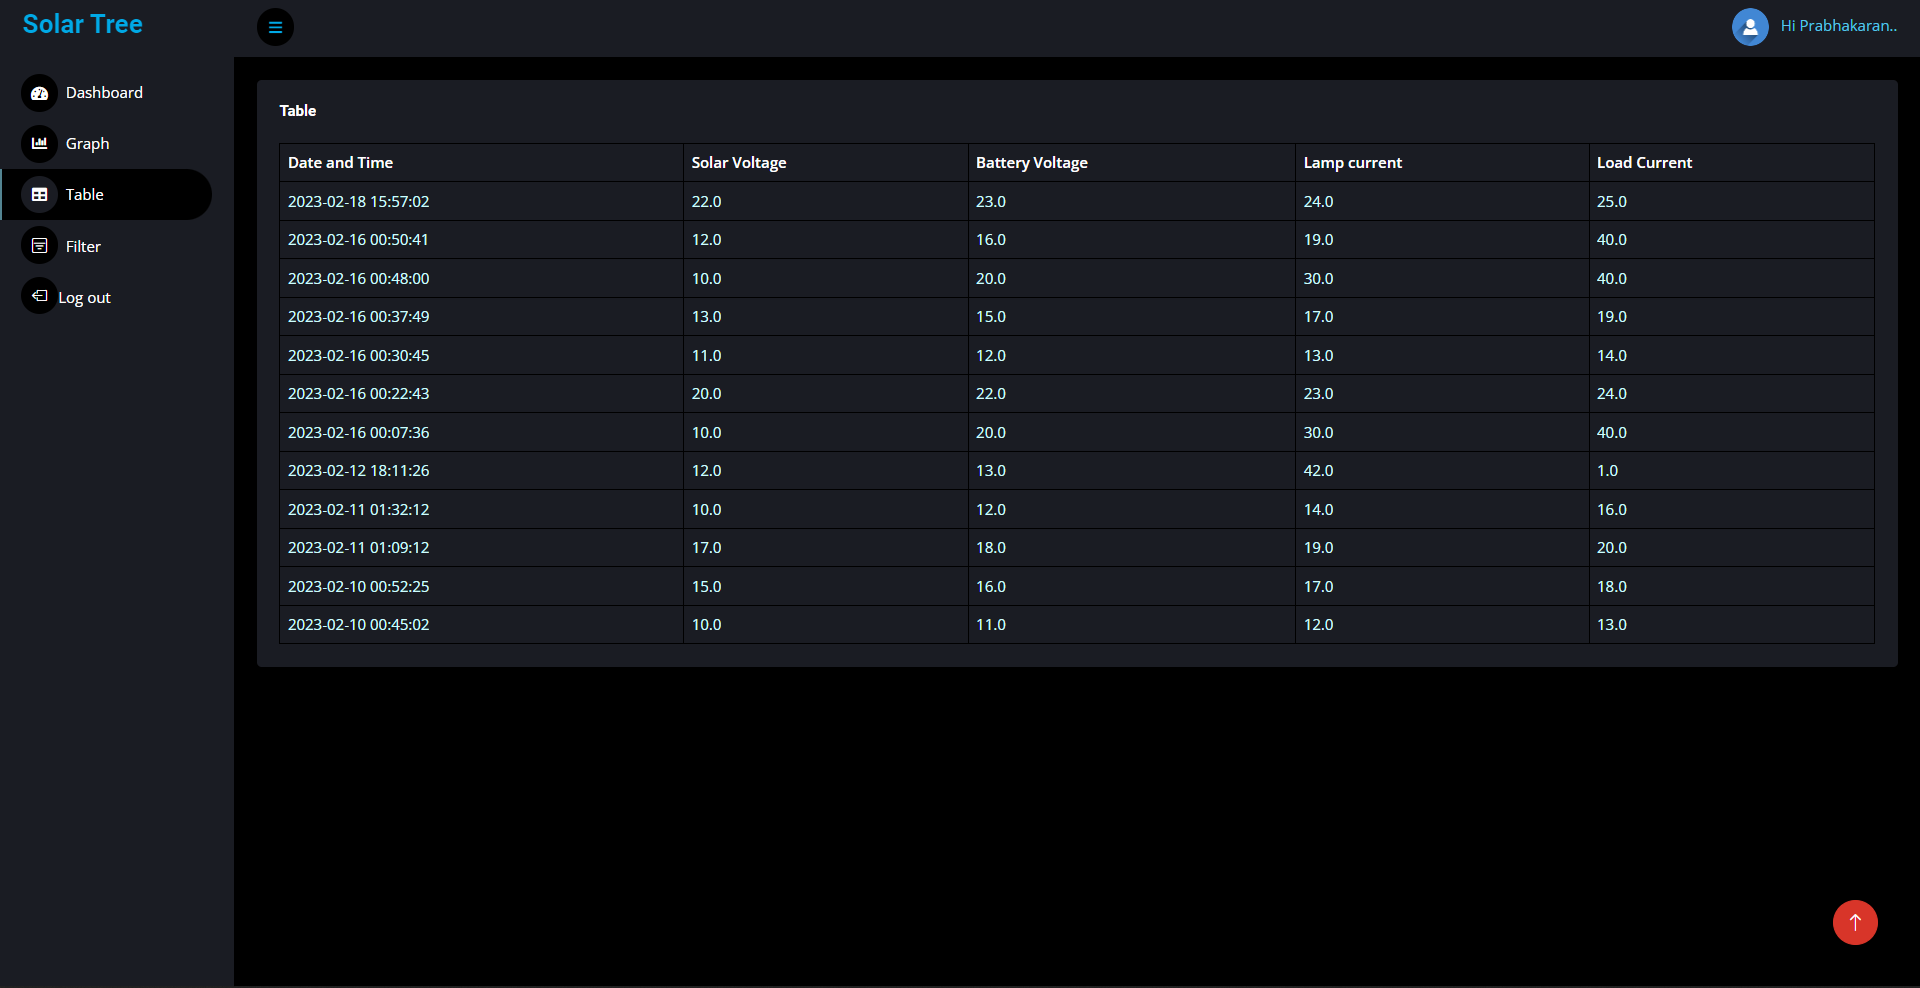 Solar Tree
Hi Prabhakaran..
Dashboard
Graph
Table
Filter
Log out
Table
Date and Time Solar Voltage Battery Voltage Lamp current Load Current
2023-02-18 15:57:02 22.0 23.0 24.0 25.0
2023-02-16 00:50:41 12.0 16.0 19.0 40.0
2023-02-16 00:48:00 10.0 20.0 30.0 40.0
2023-02-16 00:37:49 13.0 15.0 17.0 19.0
2023-02-16 00:30:45 11.0 12.0 13.0 14.0
2023-02-16 00:22:43 20.0 22.0 23.0 24.0
2023-02-16 00:07:36 10.0 20.0 30.0 40.0
2023-02-12 18:11:26 12.0 13.0 42.0 1.0
2023-02-11 01:32:12 10.0 12.0 14.0 16.0
2023-02-11 01:09:12 17.0 18.0 19.0 20.0
2023-02-10 00:52:25 15.0 16.0 17.0 18.0
2023-02-10 00:45:02 10.0 11.0 12.0 13.0